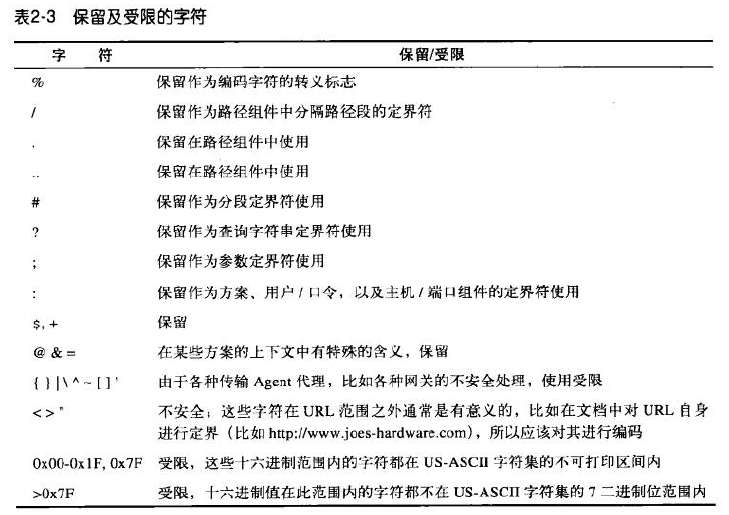 表2-3 保留及受限的字符
字 符 保留/受限
% 保留作为编码字符的转义标志
/ 保留作为路径组件中分隔路径段的定界符
. 保留在路径组件中使用
.. 保留在路径组件中使用
# 保留作为分段定界符使用
? 保留作为查询字符串定界符使用
; 保留作为参数定界符使用
: 保留作为方案、用户/口令，以及主机/端口组件的定界符使用
$, + 保留
@ & = 在某些方案的上下文中有特殊的含义，保留
{ } | \ ^ ~ [ ] ' 由于各种传输 Agent 代理，比如各种网关的不安全处理，使用受限
< > " 不安全；这些字符在 URL 范围之外通常是有意义的，比如在文档中对 URL 自身
进行定界（比如 http://www.joes-hardware.com），所以应该对其进行编码
0x00-0x1F, 0x7F 受限，这些十六进制范围内的字符都在 US-ASCII 字符集的不可打印区间内
>0x7F 受限，十六进制值在此范围内的字符都不在 US-ASCII 字符集的 7 二进制位范围内